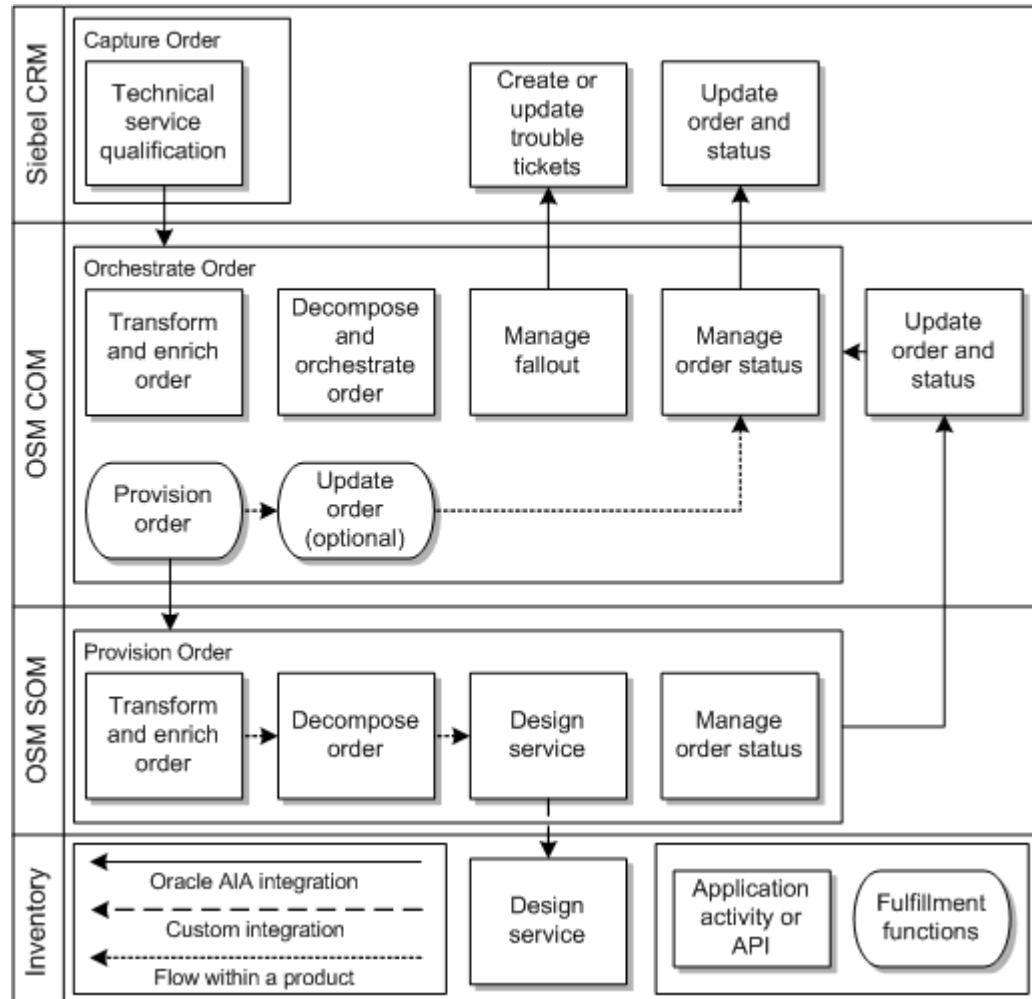 Siebel CRM
Capture Order
Technical
service
qualification
Create or
update
trouble
tickets
Update
order and
status
OSM COM
Orchestrate Order
Transform
and enrich
order
Decompose
and
orchestrate
order
Manage
fallout
Manage
order status
Update
order and
status
Provision
order
Update
order
(optional)
OSM SOM
Provision Order
Transform
and enrich
order
Decompose
order
Design
service
Manage
order status
Inventory
Oracle AIA integration
Custom integration
Flow within a product
Design
service
Application
activity or
API
Fulfillment
functions